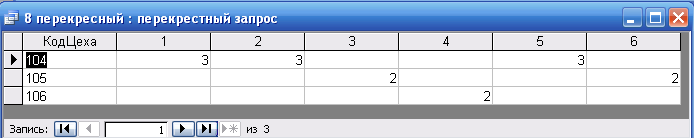 8 перекресный : перекрестный запрос
КодЦеха 1 2 3 4 5 6
104 3 3 3
105 2 2
106 2
Запись: 1 из 3